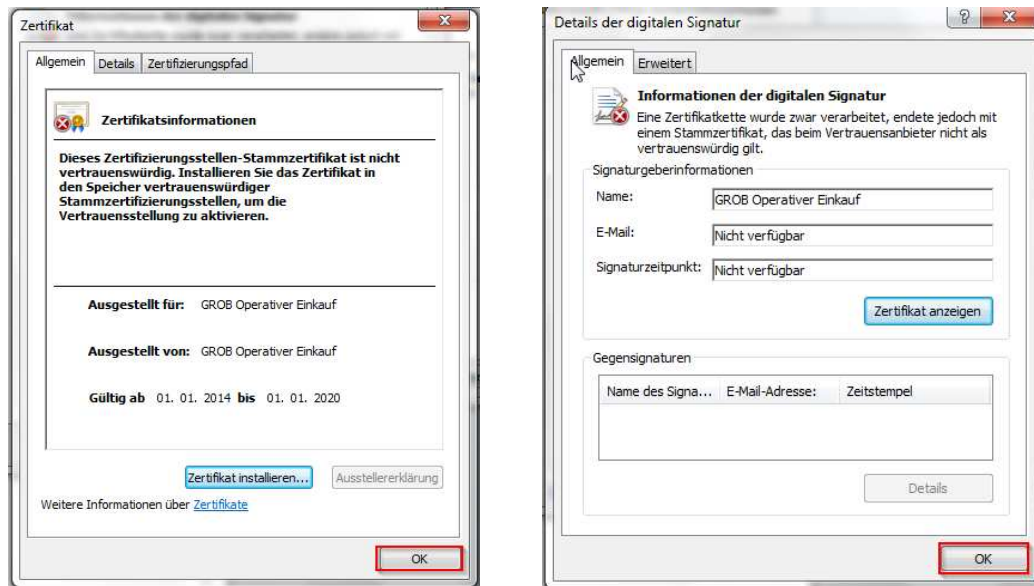 Zertifikat
Allgemein Details Zertifizierungspfad
Zertifikatsinformationen
Dieses Zertifizierungsstellen-Stammzertifikat ist nicht
vertrauenswürdig. Installieren Sie das Zertifikat in
den Speicher vertrauenswürdiger
Stammzertifizierungsstellen, um die
Vertrauensstellung zu aktivieren.
Ausgestellt für: GROB Operativer Einkauf
Ausgestellt von: GROB Operativer Einkauf
Gültig ab 01. 01. 2014 bis 01. 01. 2020
Zertifikat installieren... Ausstellererklärung
Weitere Informationen über Zertifikate
OK
Details der digitalen Signatur
Allgemein Erweitert
Informationen der digitalen Signatur
Eine Zertifikatkette wurde zwar verarbeitet, endete jedoch mit
einem Stammzertifikat, das beim Vertrauensanbieter nicht als
vertrauenswürdig gilt.
Signaturgeberinformationen
Name: GROB Operativer Einkauf
E-Mail: Nicht verfügbar
Signaturzeitpunkt: Nicht verfügbar
Zertifikat anzeigen
Gegensignaturen
Name des Signa... E-Mail-Adresse: Zeitstempel
Details
OK